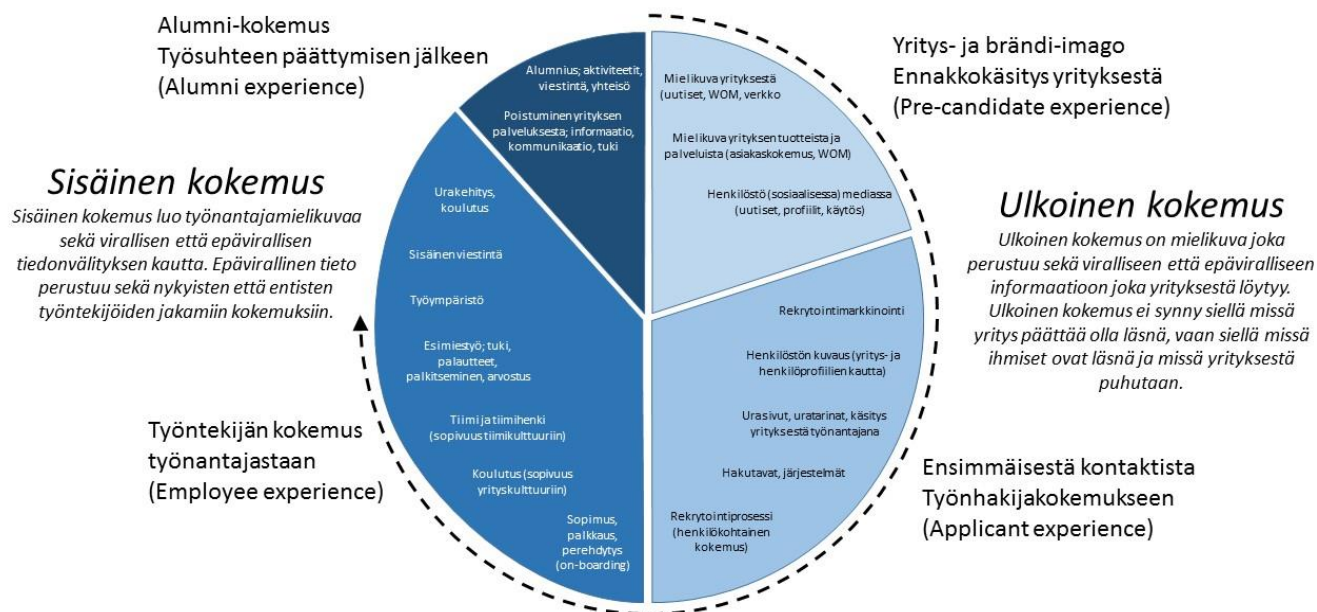 Alumni-kokemus
Työsuhteen päättymisen jälkeen
(Alumni experience)
Alumnius; aktiviteetit,
viestintä, yhteisö
Poistuminen yrityksen
palveluksesta; informaatio,
kommunikaatio, tuki
Mielikuva yrityksestä
(uutiset, WOM, verkko
Mielikuva yrityksen tuotteista ja
palveluista (asiakaskokemus, WOM)
Henkilöstö (sosiaalisessa) mediassa
(uutiset, profiilit, käytös)
Yritys- ja brändi-imago
Ennakkokäsitys yrityksestä
(Pre-candidate experience)
Sisäinen kokemus
Sisäinen kokemus luo työnantajamielikuvaa
sekä virallisen että epävirallisen
tiedonvälityksen kautta. Epävirallinen tieto
perustuu sekä nykyisten että entisten
työntekijöiden jakamiin kokemuksiin.
Urakehitys,
koulutus
Sisäinen viestintä
Työympäristö
Esimiestyö; tuki,
palautteet,
palkitseminen, arvostus
Tiimi ja tiimihenki
(sopivuus tiimikulttuuriin)
Koulutus (sopivuus
yrityskulttuuriin)
Sopimus,
palkkaus,
perehdytys
(on-boarding)
Ulkoinen kokemus
Ulkoinen kokemus on mielikuva joka
perustuu sekä viralliseen että epäviralliseen
informaatioon joka yrityksestä löytyy.
Ulkoinen kokemus ei synny siellä missä
yritys päättää olla läsnä, vaan siellä missä
ihmiset ovat läsnä ja missä yrityksestä
puhutaan.
Rekrytointimarkkinointi
Henkilöstön kuvaus (yritys- ja
henkilöprofiilien kautta)
Urasivut, uratarinat, käsitys
yrityksestä työnantajana
Hakutavat, järjestelmät
Rekrytointiprosessi
(henkilökohtainen
kokemus)
Työntekijän kokemus
työnantajastaan
(Employee experience)
Ensimmäisestä kontaktista
Työnhakijakokemukseen
(Applicant experience)